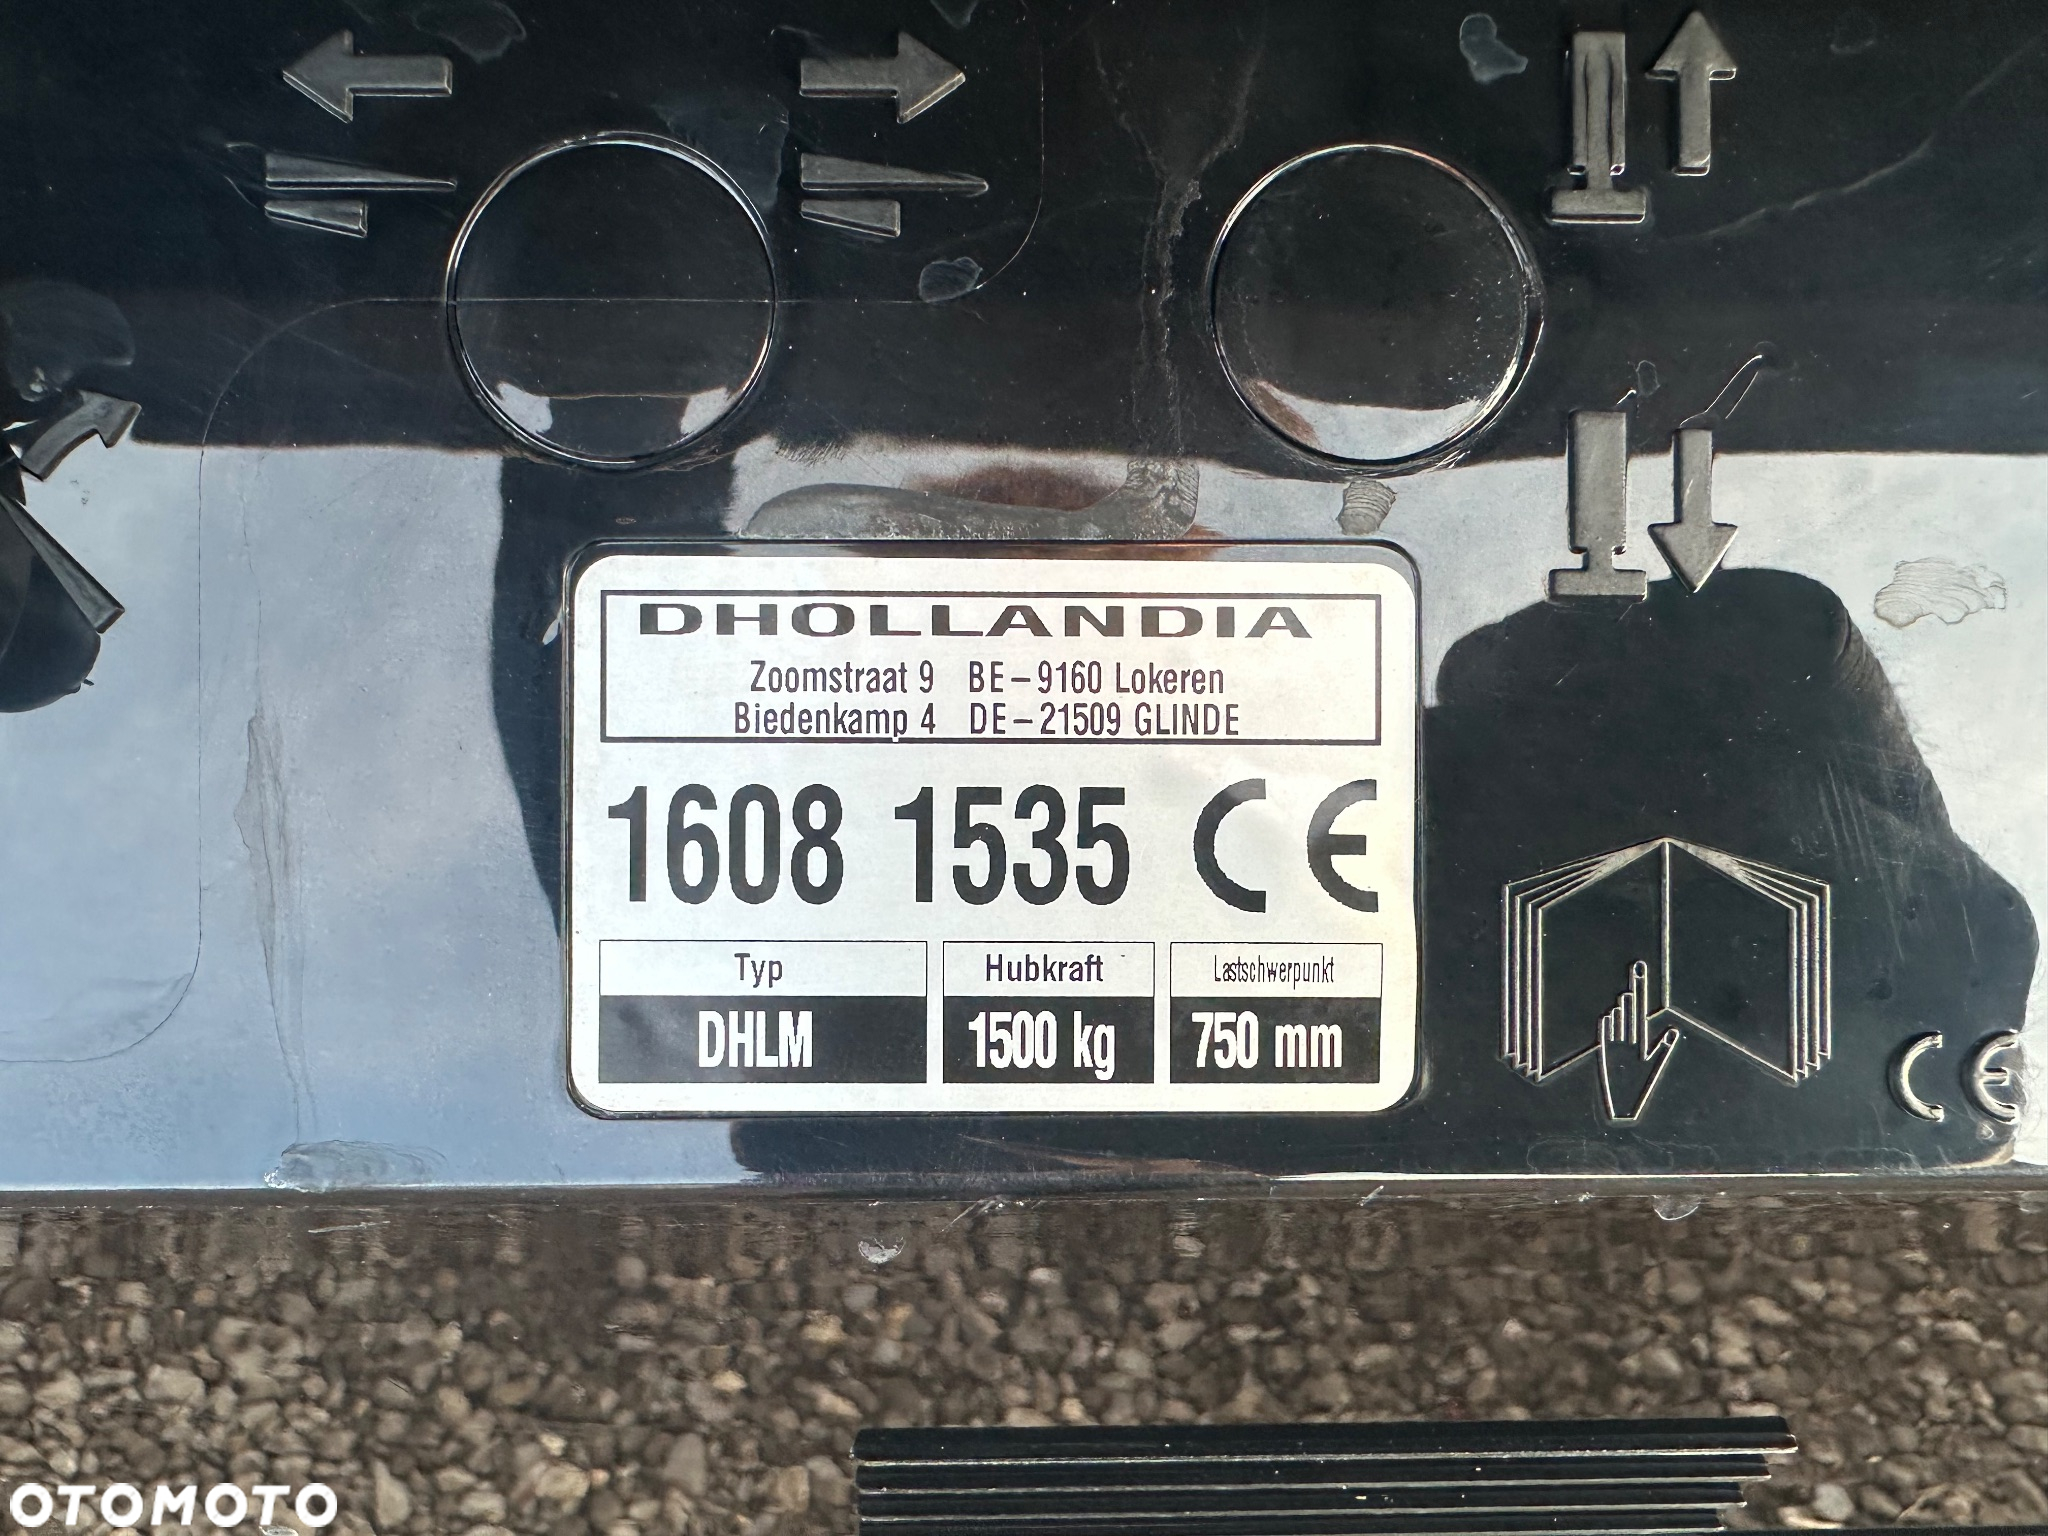 DHOLLANDIA
Zoomstraat 9 BE-9160 Lokeren
Biedenkamp 4 DE-21509 GLINDE
1608 1535 CE
Typ Hubkraft Lastschwerpunkt
DHLM 1500 kg 750 mm
CE
OTOMOTO